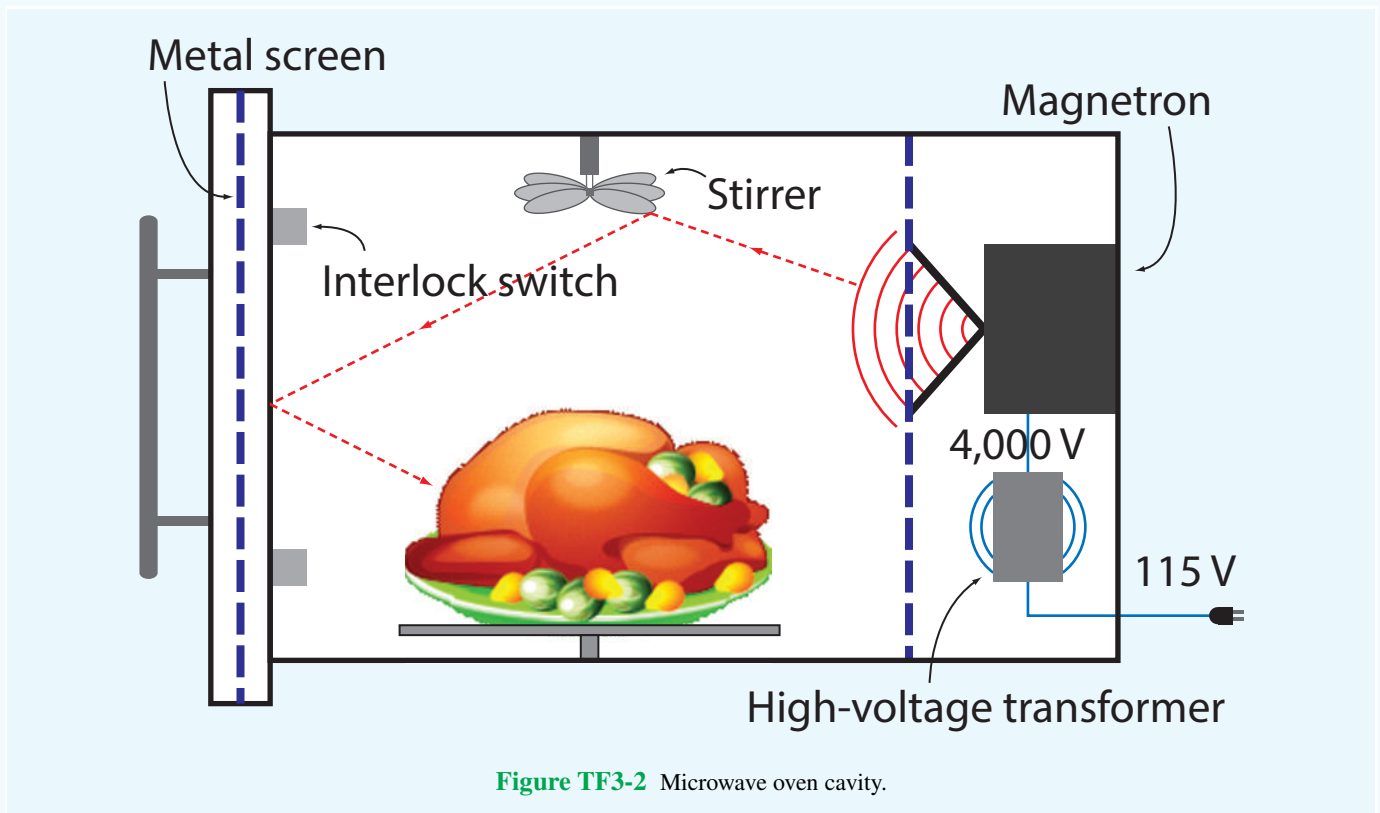 Metal screen
Magnetron
Stirrer
Interlock switch
4,000 V
115 V
High-voltage transformer
Figure TF3-2 Microwave oven cavity.